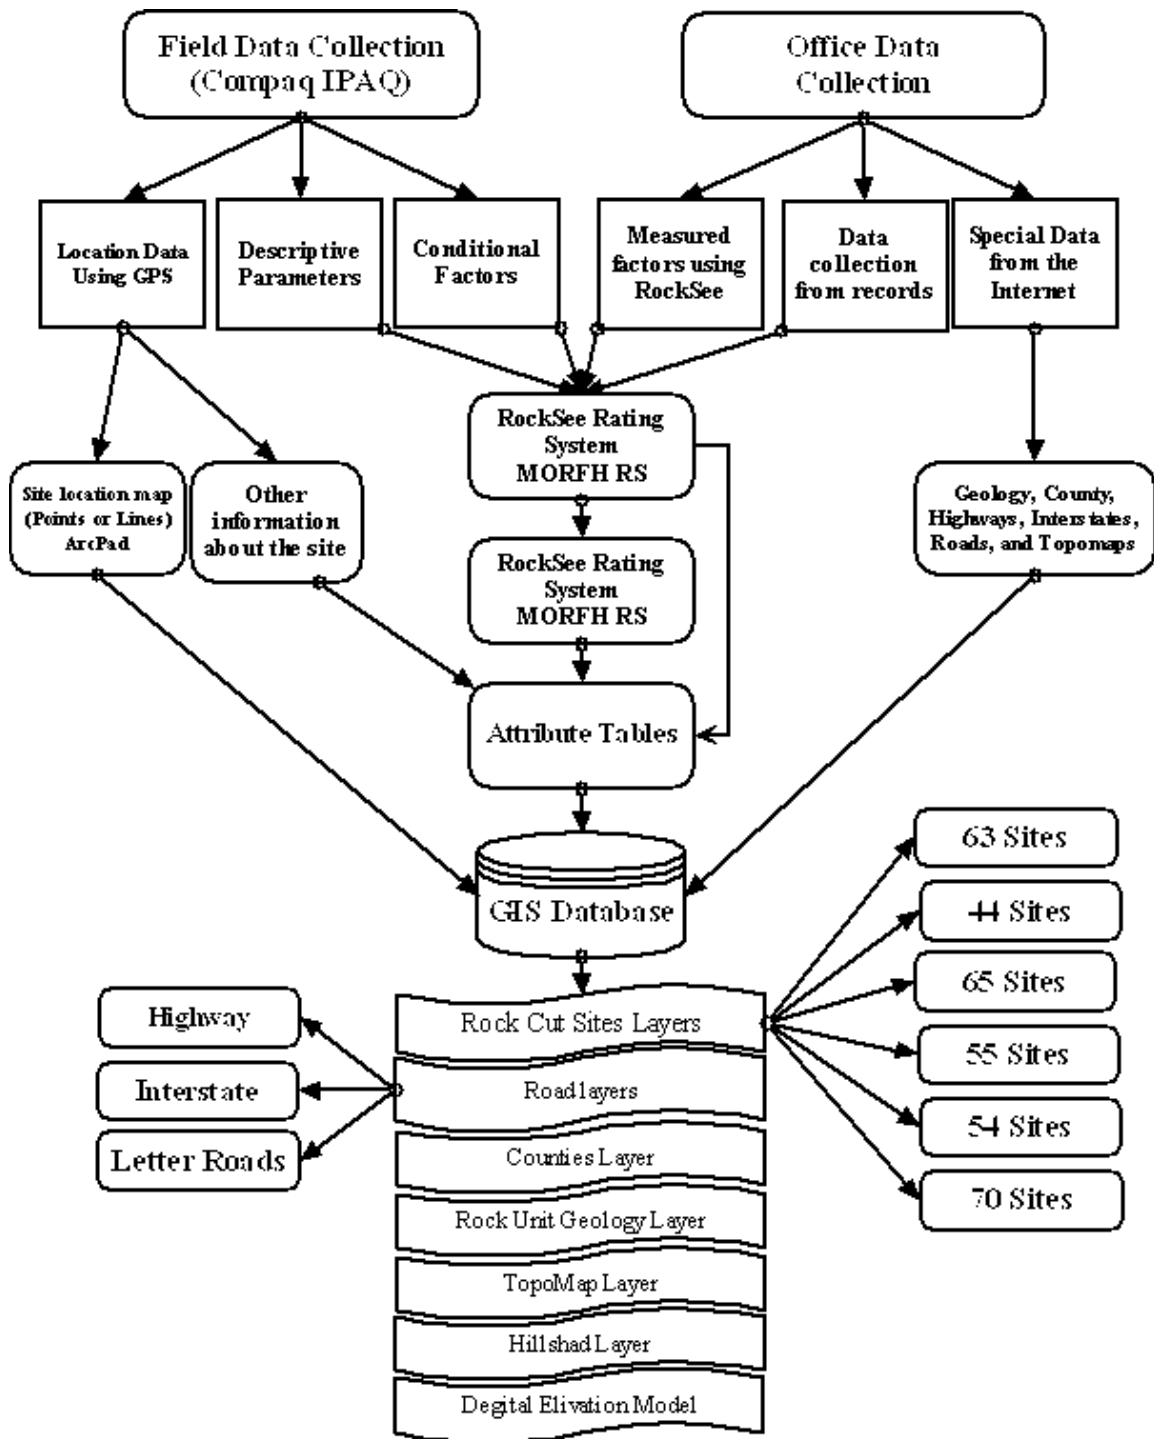 Field Data Collection
(Compaq IPAQ)
Office Data
Collection
Location Data
Using GPS
Descriptive
Parameters
Conditional
Factors
Measured
factors using
RockSee
Data
collection
from records
Special Data
from the
Internet
RockSee Rating
System
MORFH RS
Site location map
(Points or Lines)
ArcPad
Other
information
about the site
Geology, County,
Highways, Interstates,
Roads, and Topomaps
RockSee Rating
System
MORFH RS
Attribute Tables
GIS Database
63 Sites
44 Sites
65 Sites
55 Sites
54 Sites
70 Sites
Highway
Interstate
Letter Roads
Rock Cut Sites Layers
Road layers
Counties Layer
Rock Unit Geology Layer
TopoMap Layer
Hillshad Layer
Degital Elivation Model